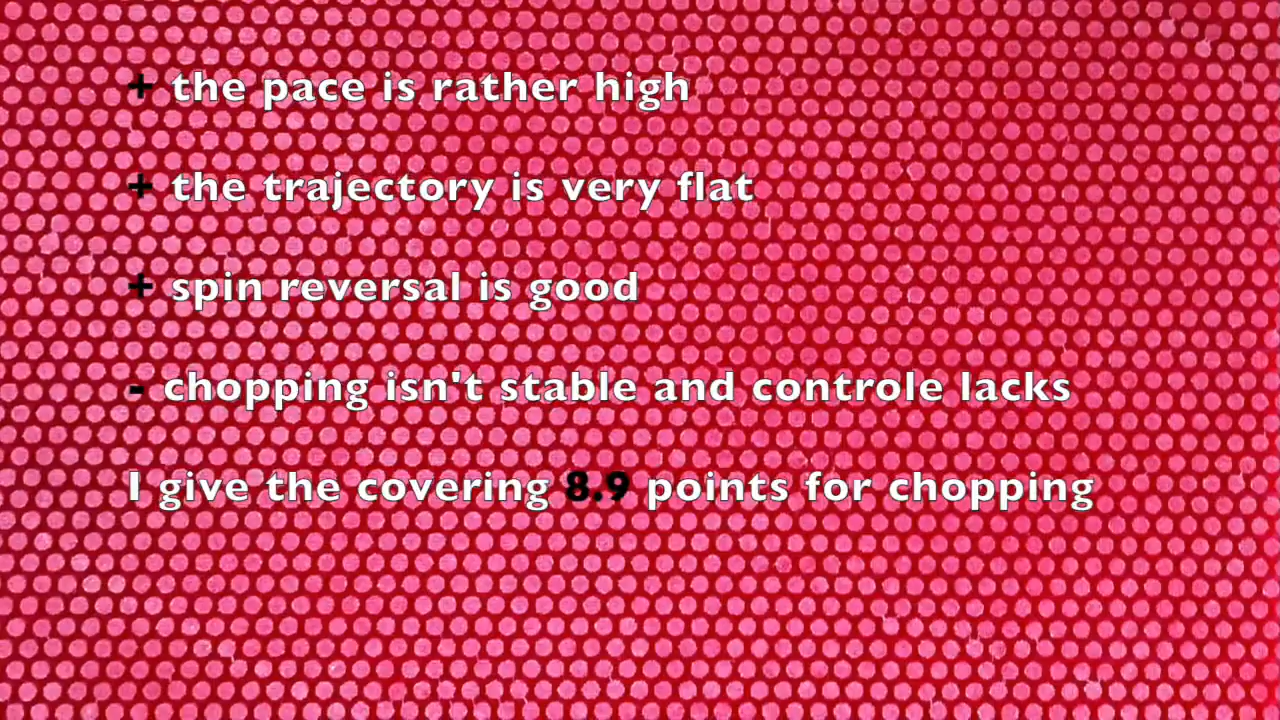 + the pace is rather high
+ the trajectory is very flat
+ spin reversal is good
- chopping isn't stable and controle lacks
I give the covering 8.9 points for chopping